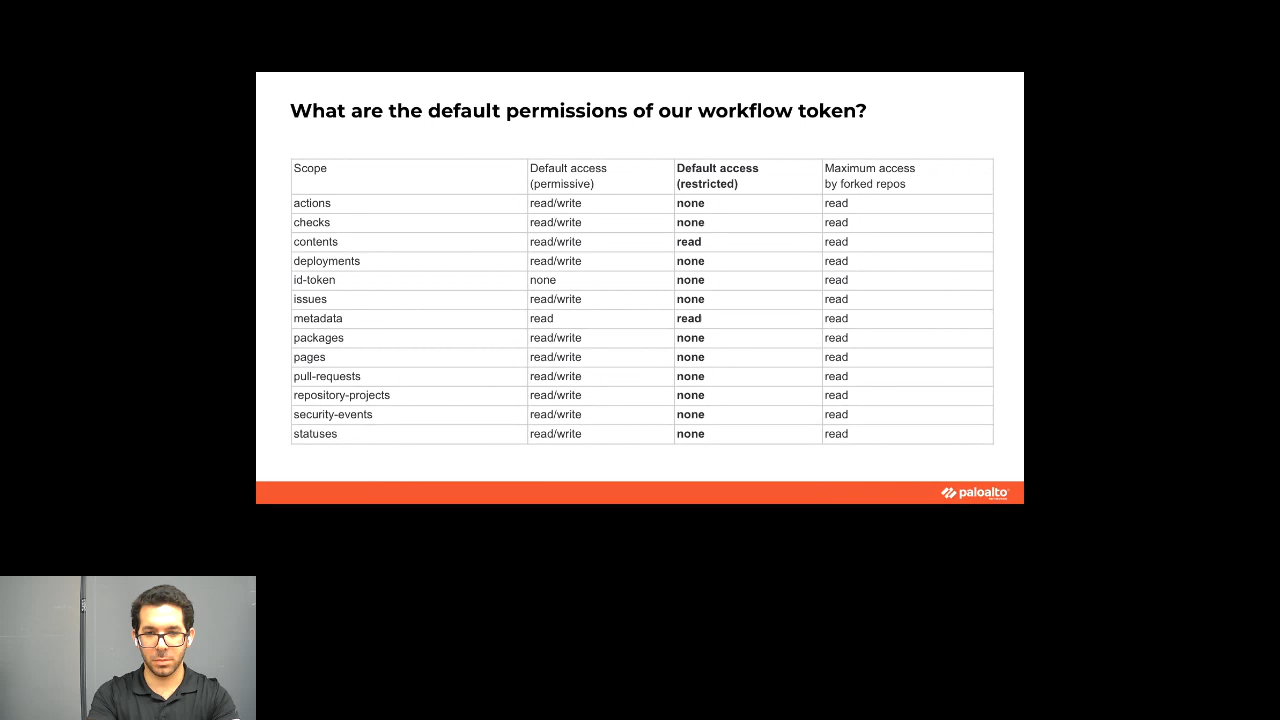 What are the default permissions of our workflow token?
Scope Default access (permissive) Default access (restricted) Maximum access by forked repos
actions read/write none read
checks read/write none read
contents read/write read read
deployments read/write none read
id-token none none read
issues read/write none read
metadata read read read
packages read/write none read
pages read/write none read
pull-requests read/write none read
repository-projects read/write none read
security-events read/write none read
statuses read/write none read
paloalto